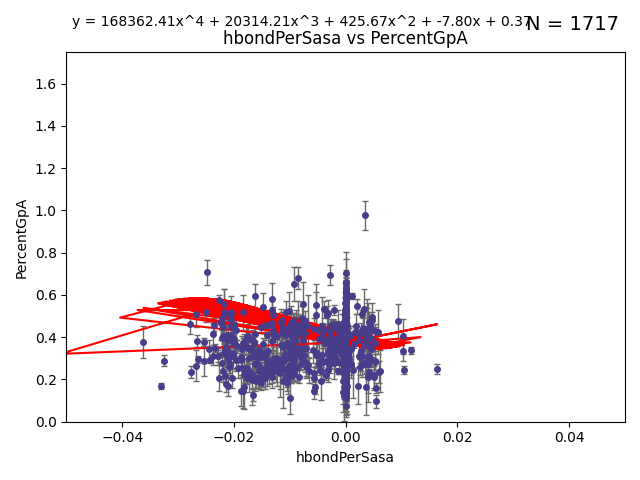 y = 168362.41x^4 + 20314.21x^3 + 425.67x^2 + -7.80x + 0.37
N = 1717
hbondPerSasa vs PercentGpA
PercentGpA
1.6
1.4
1.2
1.0
0.8
0.6
0.4
0.2
0.0
−0.04 −0.02 0.00 0.02 0.04
hbondPerSasa